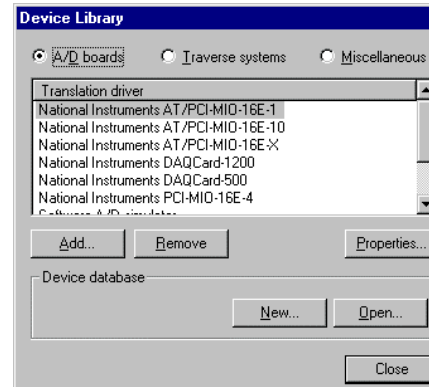 Device Library
A/D boards Traverse systems Miscellaneous
Translation driver
National Instruments AT/PCI-MIO-16E-1
National Instruments AT/PCI-MIO-16E-10
National Instruments AT/PCI-MIO-16E-X
National Instruments DAQCard-1200
National Instruments DAQCard-500
National Instruments PCI-MIO-16E-4
Software A/D simulator
Add... Remove Properties...
Device database
New... Open...
Close